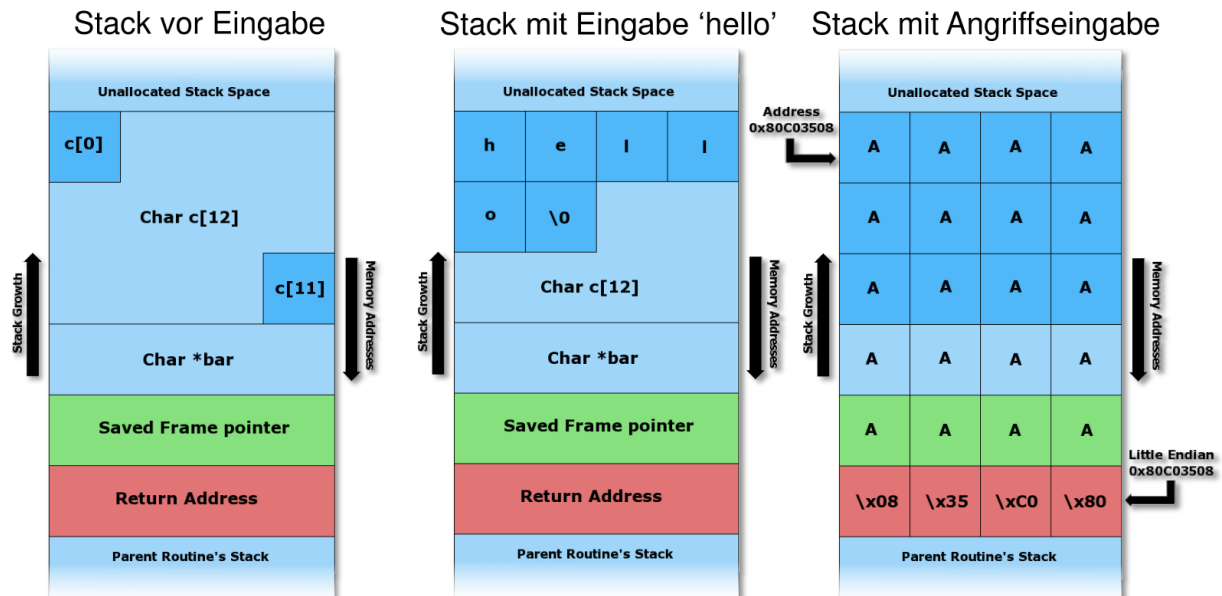 Stack vor Eingabe
Unallocated Stack Space
c[0]
Char c[12]
c[11]
Stack Growth
Memory Addresses
Char *bar
Saved Frame pointer
Return Address
Parent Routine's Stack
Stack mit Eingabe ‘hello’
Unallocated Stack Space
h e l l
o \0
Char c[12]
Stack Growth
Memory Addresses
Char *bar
Saved Frame pointer
Return Address
Parent Routine's Stack
Stack mit Angriffseingabe
Unallocated Stack Space
Address
0x80C03508
A A A A
A A A A
A A A A
Stack Growth
Memory Addresses
A A A A
A A A A
Little Endian
0x80C03508
\x08 \x35 \xC0 \x80
Parent Routine's Stack